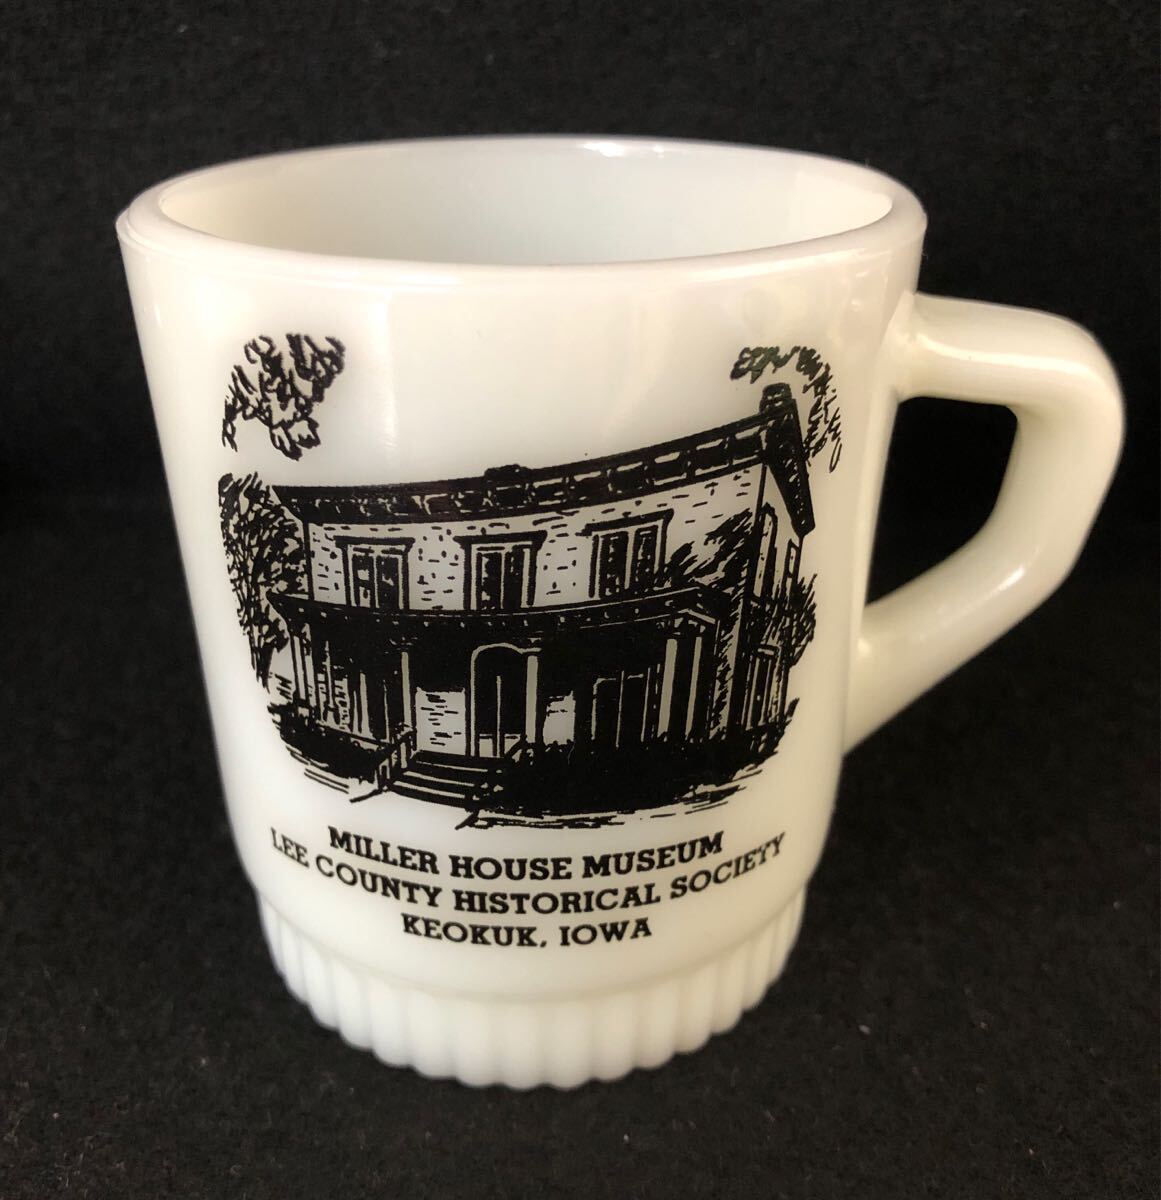 MILLER HOUSE MUSEUM
LEE COUNTY HISTORICAL SOCIETY
KEOKUK, IOWA